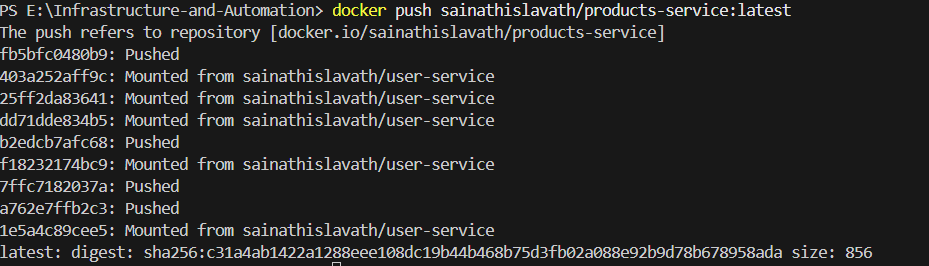 PS E:\Infrastructure-and-Automation> docker push sainathislavath/products-service:latest
The push refers to repository [docker.io/sainathislavath/products-service]
fb5bfc0480b9: Pushed
403a252aff9c: Mounted from sainathislavath/user-service
25ff2da83641: Mounted from sainathislavath/user-service
dd71dde834b5: Mounted from sainathislavath/user-service
b2edcb7afc68: Pushed
f18232174bc9: Mounted from sainathislavath/user-service
7ffc7182037a: Pushed
a762e7ffb2c3: Pushed
1e5a4c89cee5: Mounted from sainathislavath/user-service
latest: digest: sha256:c31a4ab1422a1288eee108dc19b44b468b75d3fb02a088e92b9d78b678958ada size: 856